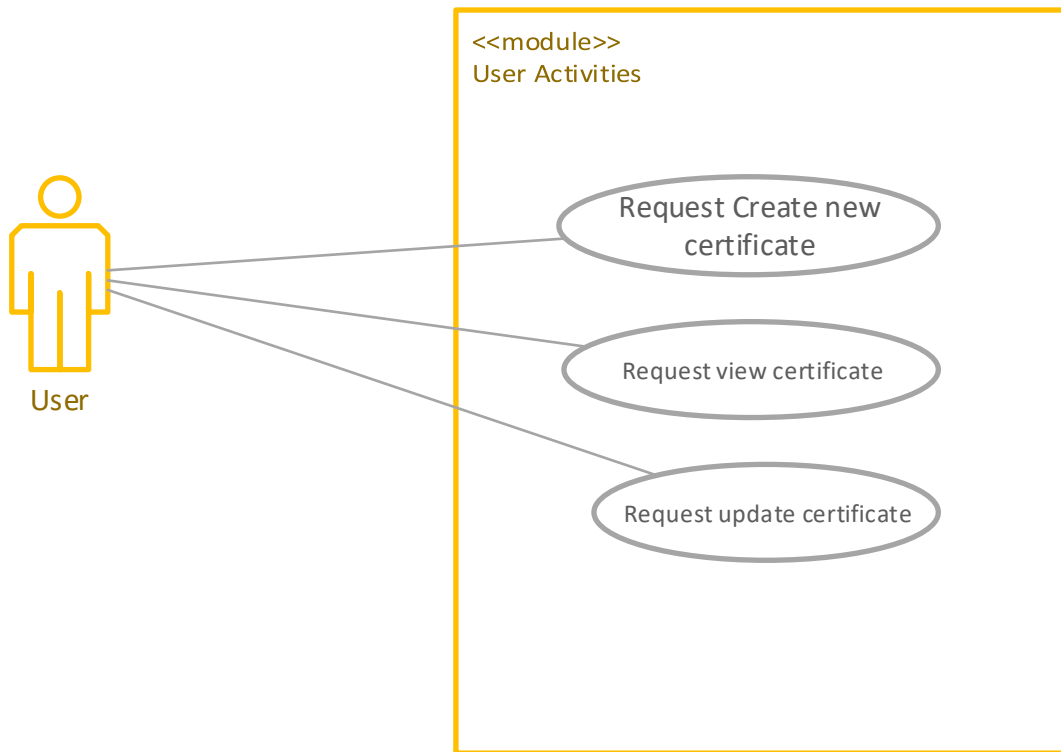 <<module>>
User Activities
Request Create new
certificate
Request view certificate
User
Request update certificate